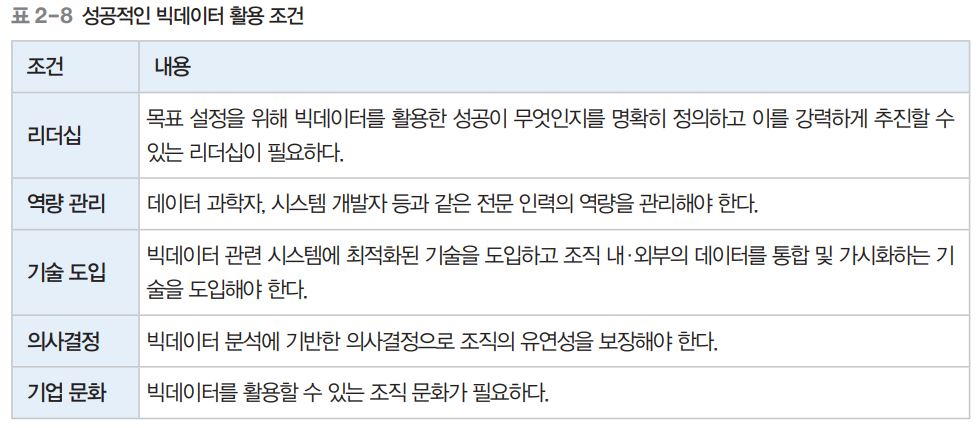 표 2-8 성공적인 빅데이터 활용 조건
조건 내용
리더십
목표 설정을 위해 빅데이터를 활용한 성공이 무엇인지를 명확히 정의하고 이를 강력하게 추진할 수
있는 리더십이 필요하다.
역량 관리 데이터 과학자, 시스템 개발자 등과 같은 전문 인력의 역량을 관리해야 한다.
기술 도입
빅데이터 관련 시스템에 최적화된 기술을 도입하고 조직 내·외부의 데이터를 통합 및 가시화하는 기
술을 도입해야 한다.
의사결정 빅데이터 분석에 기반한 의사결정으로 조직의 유연성을 보장해야 한다.
기업 문화 빅데이터를 활용할 수 있는 조직 문화가 필요하다.